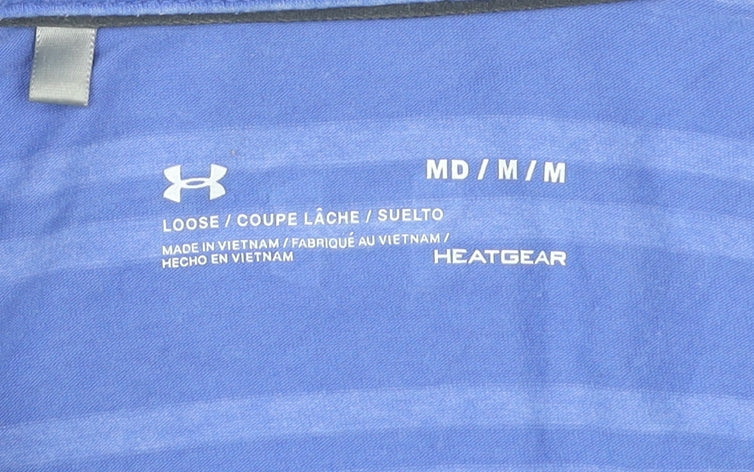 MD / M / M
LOOSE / COUPE LÂCHE / SUELTO
MADE IN VIETNAM / FABRIQUÉ AU VIETNAM /
HECHO EN VIETNAM
HEATGEAR